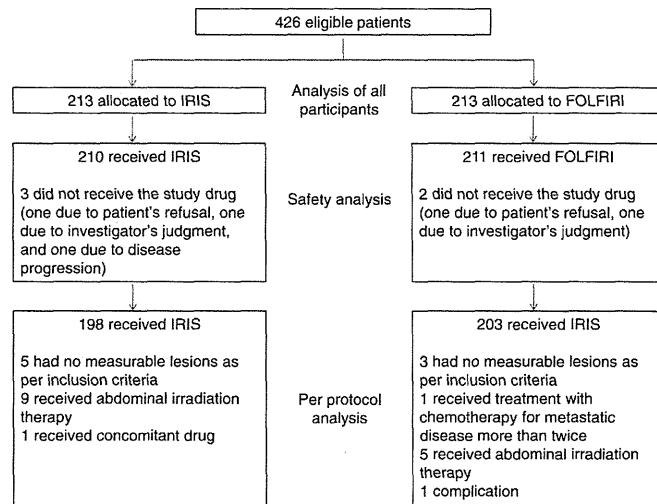 426 eligible patients
213 allocated to IRIS
Analysis of all
participants
213 allocated to FOLFIRI
210 received IRIS
3 did not receive the study drug
(one due to patient's refusal, one
due to investigator's judgment,
and one due to disease
progression)
Safety analysis
211 received FOLFIRI
2 did not receive the study drug
(one due to patient's refusal, one
due to investigator's judgment)
198 received IRIS
5 had no measurable lesions as
per inclusion criteria
9 received abdominal irradiation
therapy
1 received concomitant drug
Per protocol
analysis
203 received IRIS
3 had no measurable lesions as
per inclusion criteria
1 received treatment with
chemotherapy for metastatic
disease more than twice
5 received abdominal irradiation
therapy
1 complication